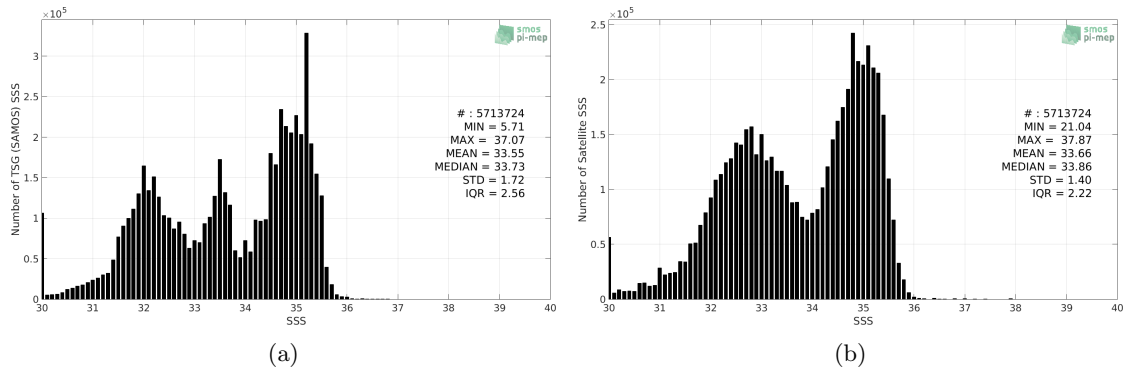 ×10⁵
smos
pi-mep
3.5
3
2.5
2
1.5
1
0.5
0
Number of TSG (SAMOS) SSS
# : 5713724
MIN = 5.71
MAX = 37.07
MEAN = 33.55
MEDIAN = 33.73
STD = 1.72
IQR = 2.56
30 31 32 33 34 35 36 37 38 39 40
SSS
(a)
×10⁵
smos
pi-mep
2.5
2
1.5
1
0.5
0
Number of Satellite SSS
# : 5713724
MIN = 21.04
MAX = 37.87
MEAN = 33.66
MEDIAN = 33.86
STD = 1.40
IQR = 2.22
30 31 32 33 34 35 36 37 38 39 40
SSS
(b)